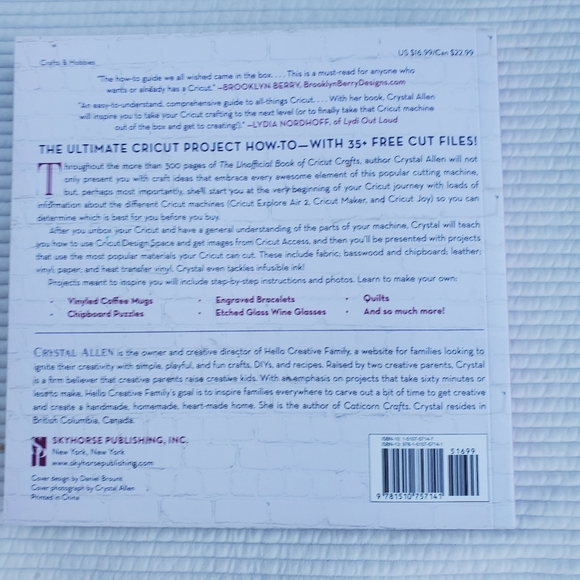 Crafts & Hobbies
US $16.99/Can $22.99
"The how-to guide we all wished came in the box. . . . This is a must-read for anyone
who wants or already has a Cricut." —BROOKLYN BERRY, BrooklynBerryDesigns.com
"An easy-to-understand, comprehensive guide to all-things Cricut. . . . With her book, Crystal Allen
will inspire you to take your Cricut crafting to the next level (or to finally take that Cricut machine
out of the box and get to creating!)." —LYDIA NORDHOFF, of Lydi Out Loud
THE ULTIMATE CRICUT PROJECT HOW-TO—WITH 35+ FREE CUT FILES!
Throughout the more than 300 pages of The Unofficial Book of Cricut Crafts, author Crystal Allen will not
only present you with craft ideas that embrace every awesome element of this popular cutting machine,
but, perhaps most importantly, she'll start you at the very beginning of your Cricut journey with loads of
information about the different Cricut machines (Cricut Explore Air 2, Cricut Maker, and Cricut Joy) so you can
determine which is best for you before you buy.
After you unbox your Cricut and have a general understanding of the parts of your machine, Crystal will teach
you how to use Cricut Design Space and get images from Cricut Access, and then you'll be presented with projects
that use the most popular materials your Cricut can cut. These include fabric; basswood and chipboard; leather;
vinyl; paper; and heat transfer vinyl. Crystal even tackles infusible ink!
Projects meant to inspire you will include step-by-step instructions and photos. Learn to make your own:
• Vinyled Coffee Mugs • Engraved Bracelets • Quilts
• Chipboard Puzzles • Etched Glass Wine Glasses • And so much more!
CRYSTAL ALLEN is the owner and creative director of Hello Creative Family, a website for families looking to
ignite their creativity with simple, playful, and fun crafts, DIYs, and recipes. Raised by two creative parents, Crystal
is a firm believer that creative parents raise creative kids. With an emphasis on projects that take sixty minutes or
less to make, Hello Creative Family's goal is to inspire families everywhere to carve out a bit of time to get creative
and create a handmade, homemade, heart-made home. She is the author of Caticorn Crafts. Crystal resides in
British Columbia, Canada.
SKYHORSE PUBLISHING, INC.
New York, New York
www.skyhorsepublishing.com
Cover design by Daniel Brount
Cover photograph by Crystal Allen
Printed in China
ISBN-10: 1-5107-5714-7
ISBN-13: 978-1-5107-5714-1
51699
9 781510 757141